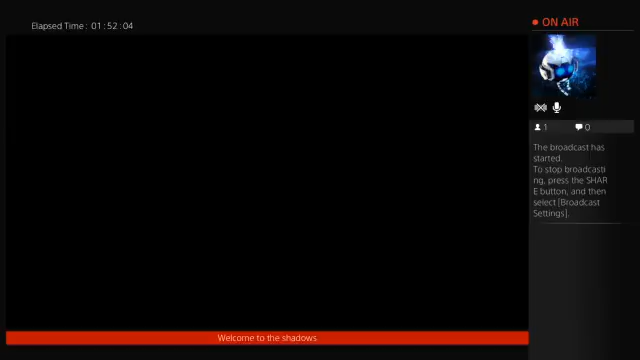 Elapsed Time : 01 : 52 : 04
ON AIR
1 0
The broadcast has
started.
To stop broadcasti
ng, press the SHAR
E button, and then
select [Broadcast
Settings].
Welcome to the shadows